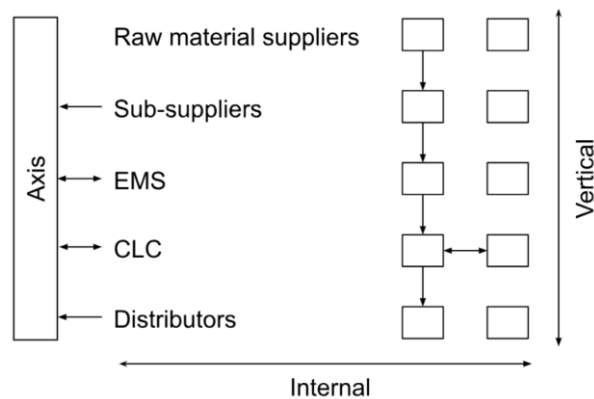 Raw material suppliers
Sub-suppliers
EMS
CLC
Distributors
Axis
Vertical
Internal